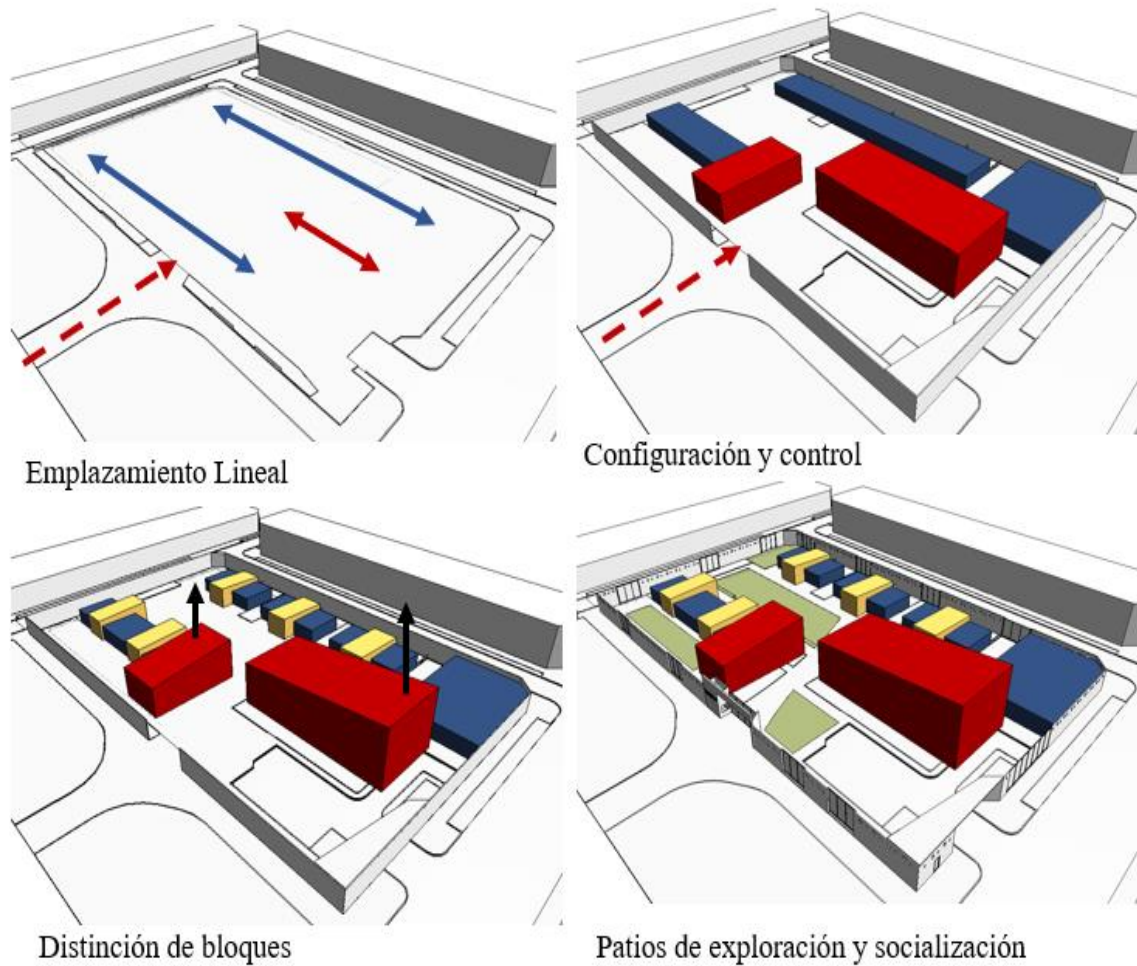 Emplazamiento Lineal
Configuración y control
Distinción de bloques
Patios de exploración y socialización